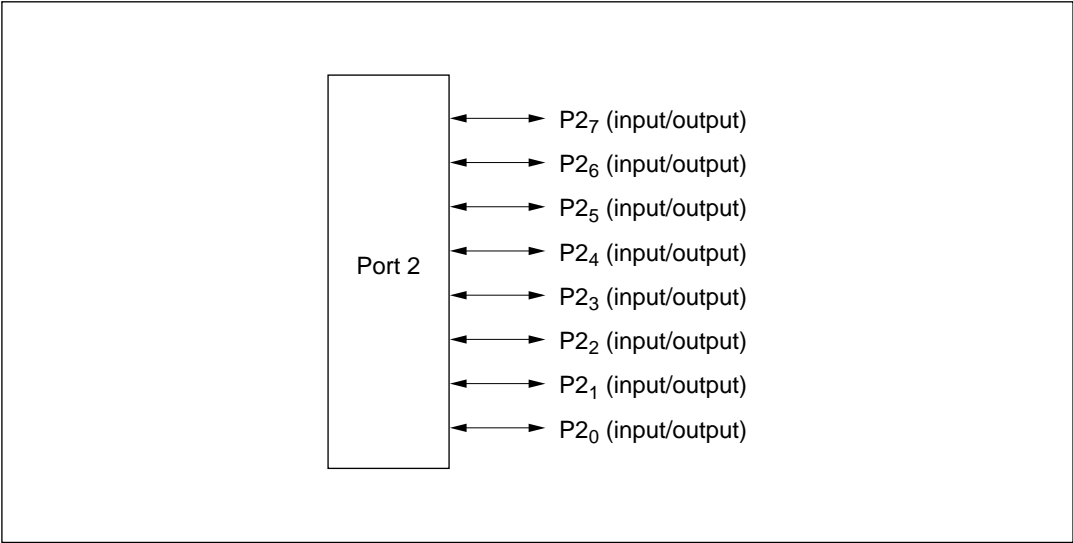 P2₇ (input/output)
P2₆ (input/output)
P2₅ (input/output)
P2₄ (input/output)
Port 2
P2₃ (input/output)
P2₂ (input/output)
P2₁ (input/output)
P2₀ (input/output)